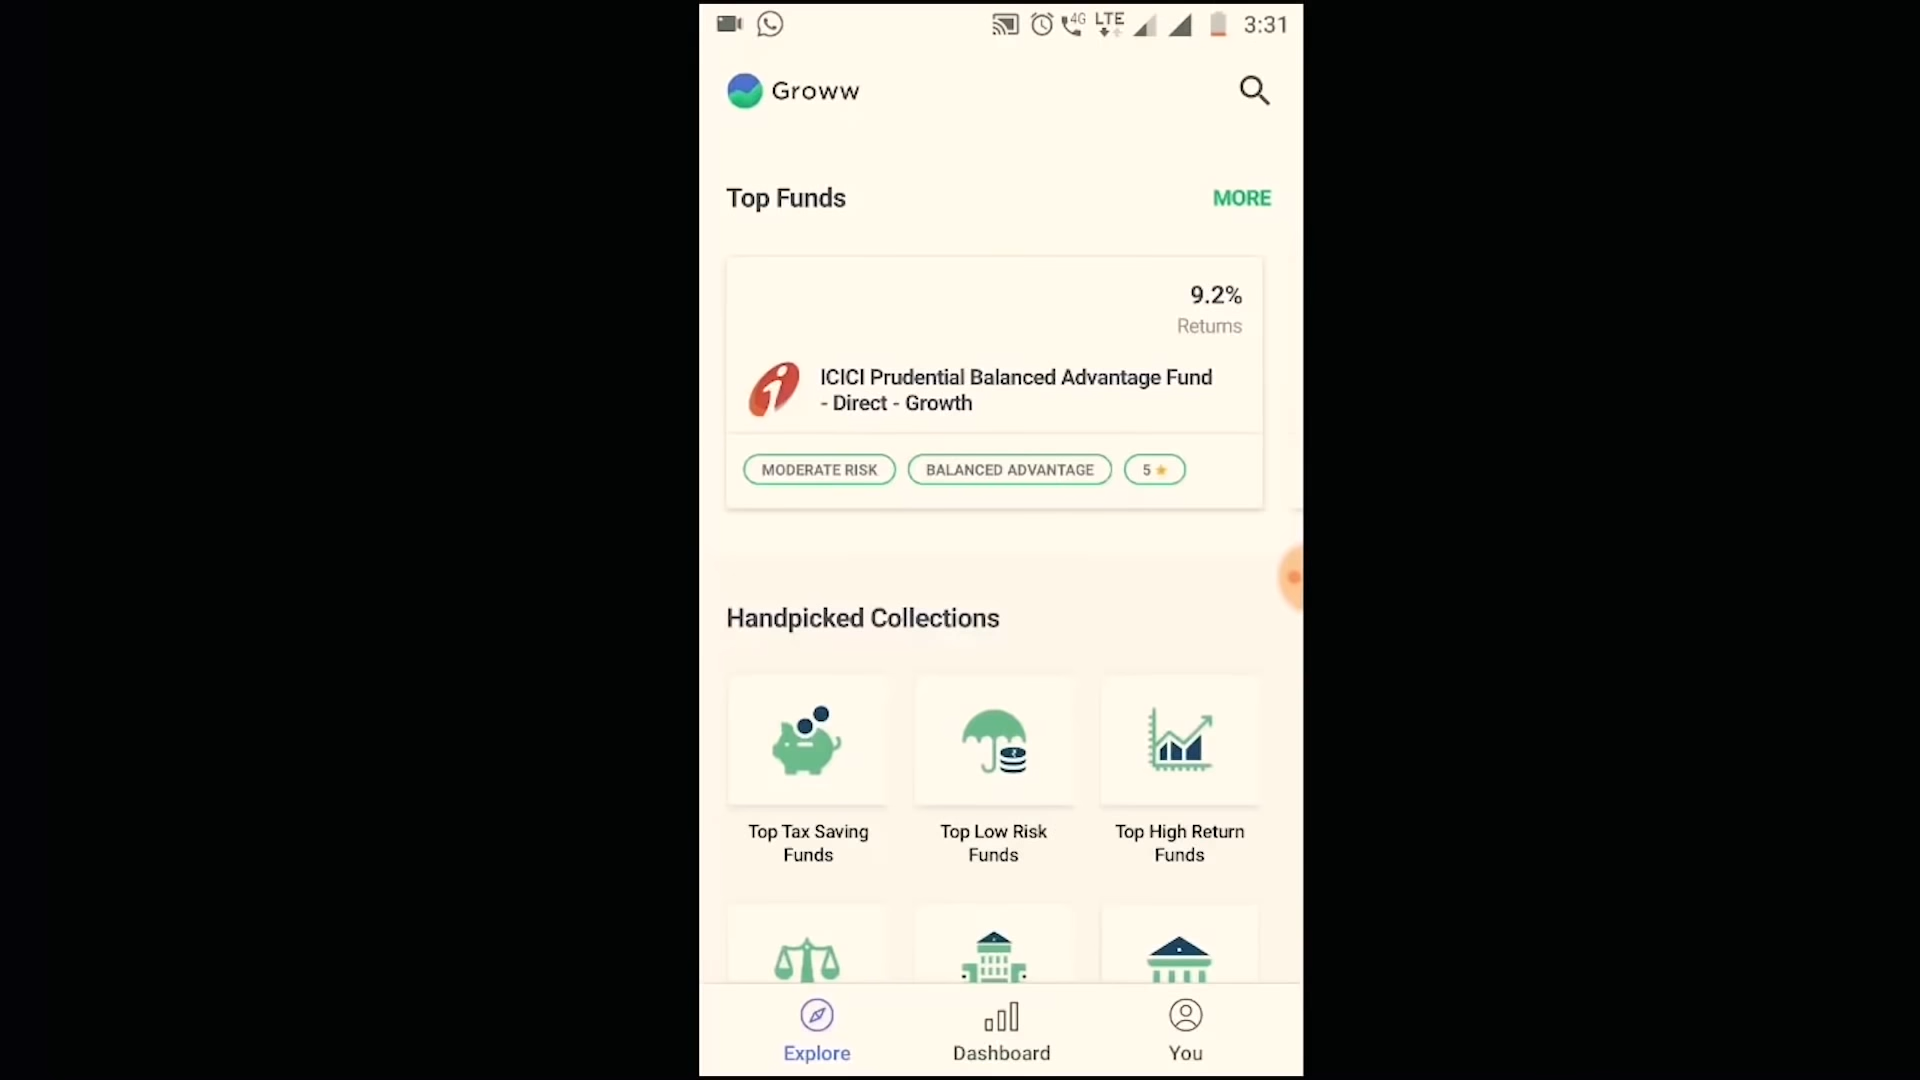 4G LTE 3:31
Groww
Top Funds MORE
9.2%
Returns
ICICI Prudential Balanced Advantage Fund
- Direct - Growth
MODERATE RISK BALANCED ADVANTAGE 5
Handpicked Collections
Top Tax Saving
Funds
Top Low Risk
Funds
Top High Return
Funds
Explore Dashboard You